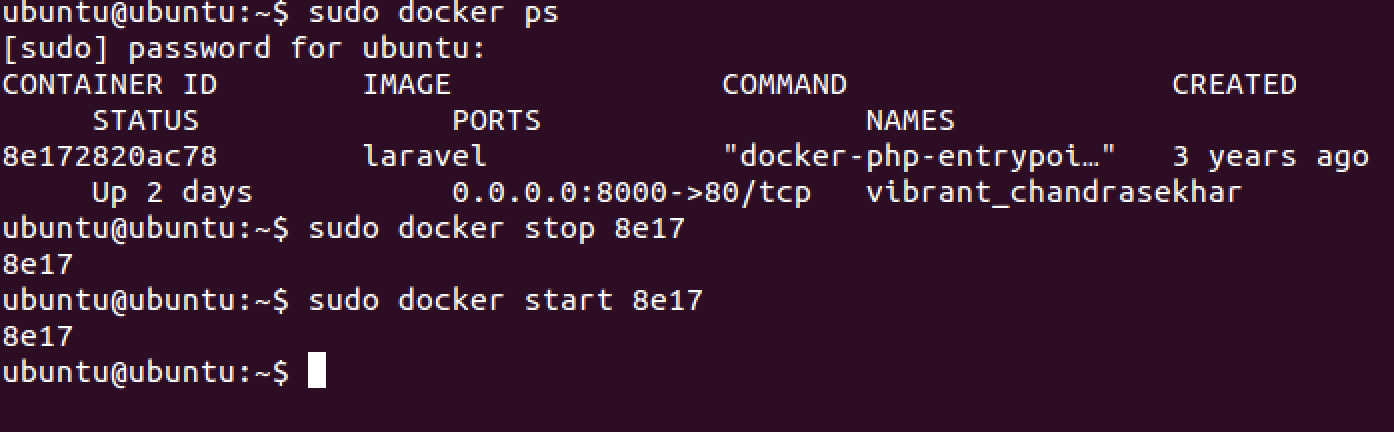 ubuntu@ubuntu:~$ sudo docker ps
[sudo] password for ubuntu:
CONTAINER ID        IMAGE               COMMAND                  CREATED
     STATUS              PORTS                  NAMES
8e172820ac78        laravel             "docker-php-entrypoi…"   3 years ago
     Up 2 days           0.0.0.0:8000->80/tcp   vibrant_chandrasekhar
ubuntu@ubuntu:~$ sudo docker stop 8e17
8e17
ubuntu@ubuntu:~$ sudo docker start 8e17
8e17
ubuntu@ubuntu:~$